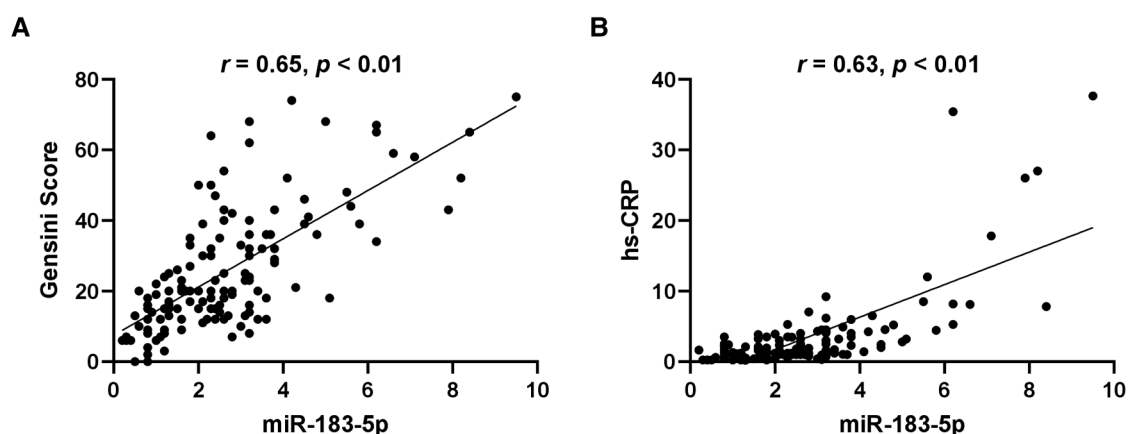 A
r = 0.65, p < 0.01
Gensini Score
80
60
40
20
0
0 2 4 6 8 10
miR-183-5p
B
r = 0.63, p < 0.01
hs-CRP
40
30
20
10
0
0 2 4 6 8 10
miR-183-5p